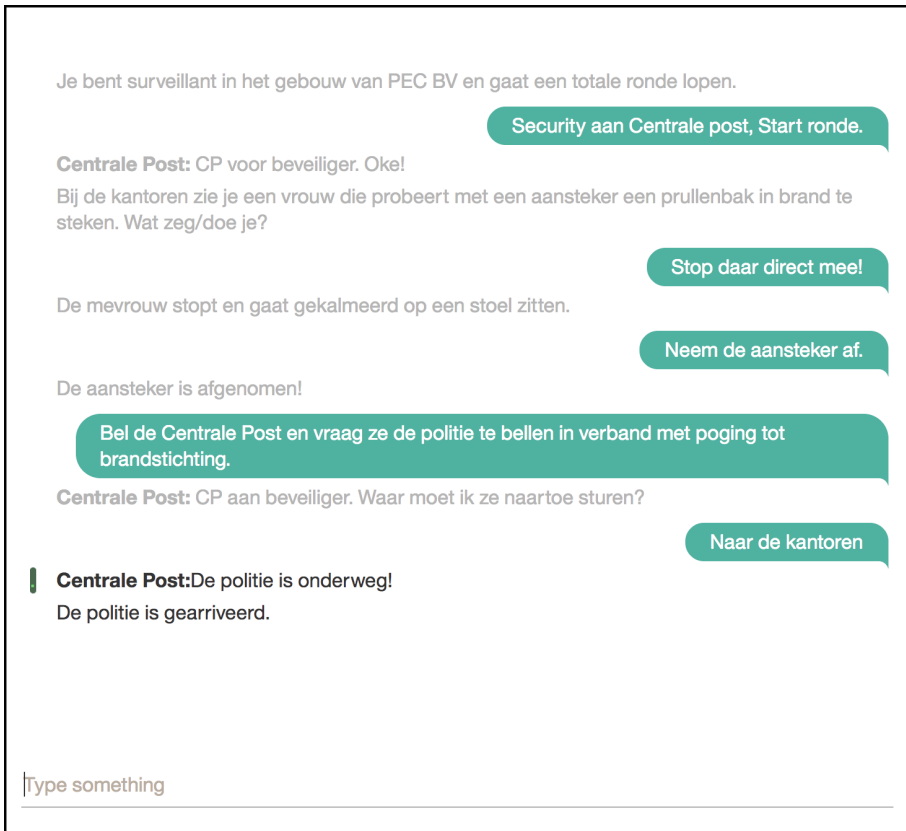 Je bent surveillant in het gebouw van PEC BV en gaat een totale ronde lopen.
Security aan Centrale post, Start ronde.
Centrale Post: CP voor beveiliger. Oke!
Bij de kantoren zie je een vrouw die probeert met een aansteker een prullenbak in brand te
steken. Wat zeg/doe je?
Stop daar direct mee!
De mevrouw stopt en gaat gekalmeerd op een stoel zitten.
Neem de aansteker af.
De aansteker is afgenomen!
Bel de Centrale Post en vraag ze de politie te bellen in verband met poging tot
brandstichting.
Centrale Post: CP aan beveiliger. Waar moet ik ze naartoe sturen?
Naar de kantoren
Centrale Post:De politie is onderweg!
De politie is gearriveerd.
Type something